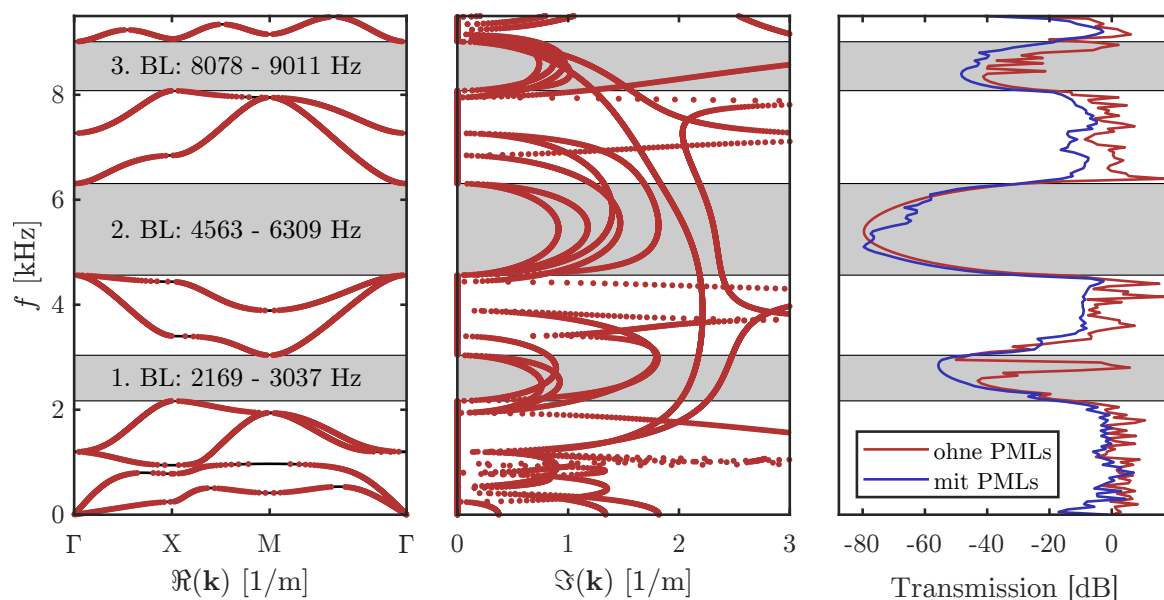 3. BL: 8078 - 9011 Hz
8
6
2. BL: 4563 - 6309 Hz
f [kHz]
4
1. BL: 2169 - 3037 Hz
2
ohne PMLs
mit PMLs
0
Γ X M Γ
0 1 2 3
-80 -60 -40 -20 0
ℜ(k) [1/m]
ℑ(k) [1/m]
Transmission [dB]